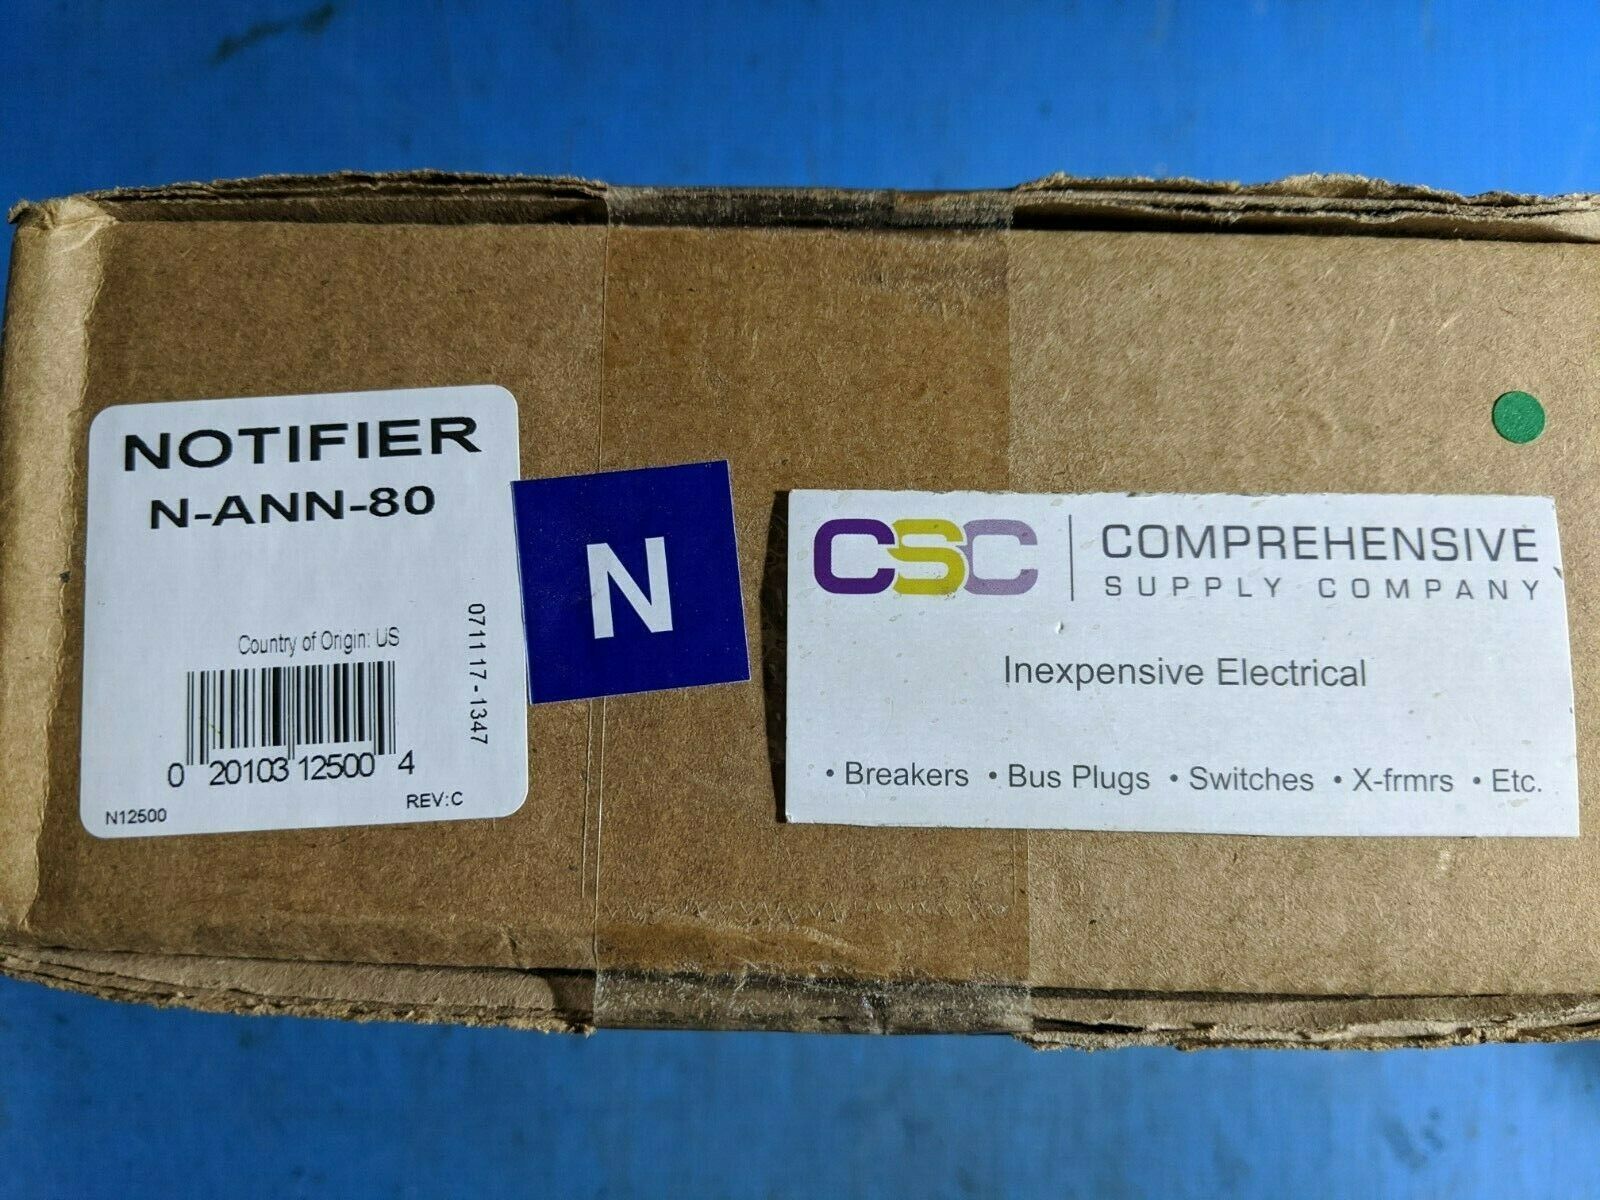 NOTIFIER
N-ANN-80
Country of Origin: US
071117-1347
0 20103 12500 4
N12500
REV:C
N
CSC
COMPREHENSIVE
SUPPLY COMPANY
Inexpensive Electrical
• Breakers • Bus Plugs • Switches • X-frmrs • Etc.